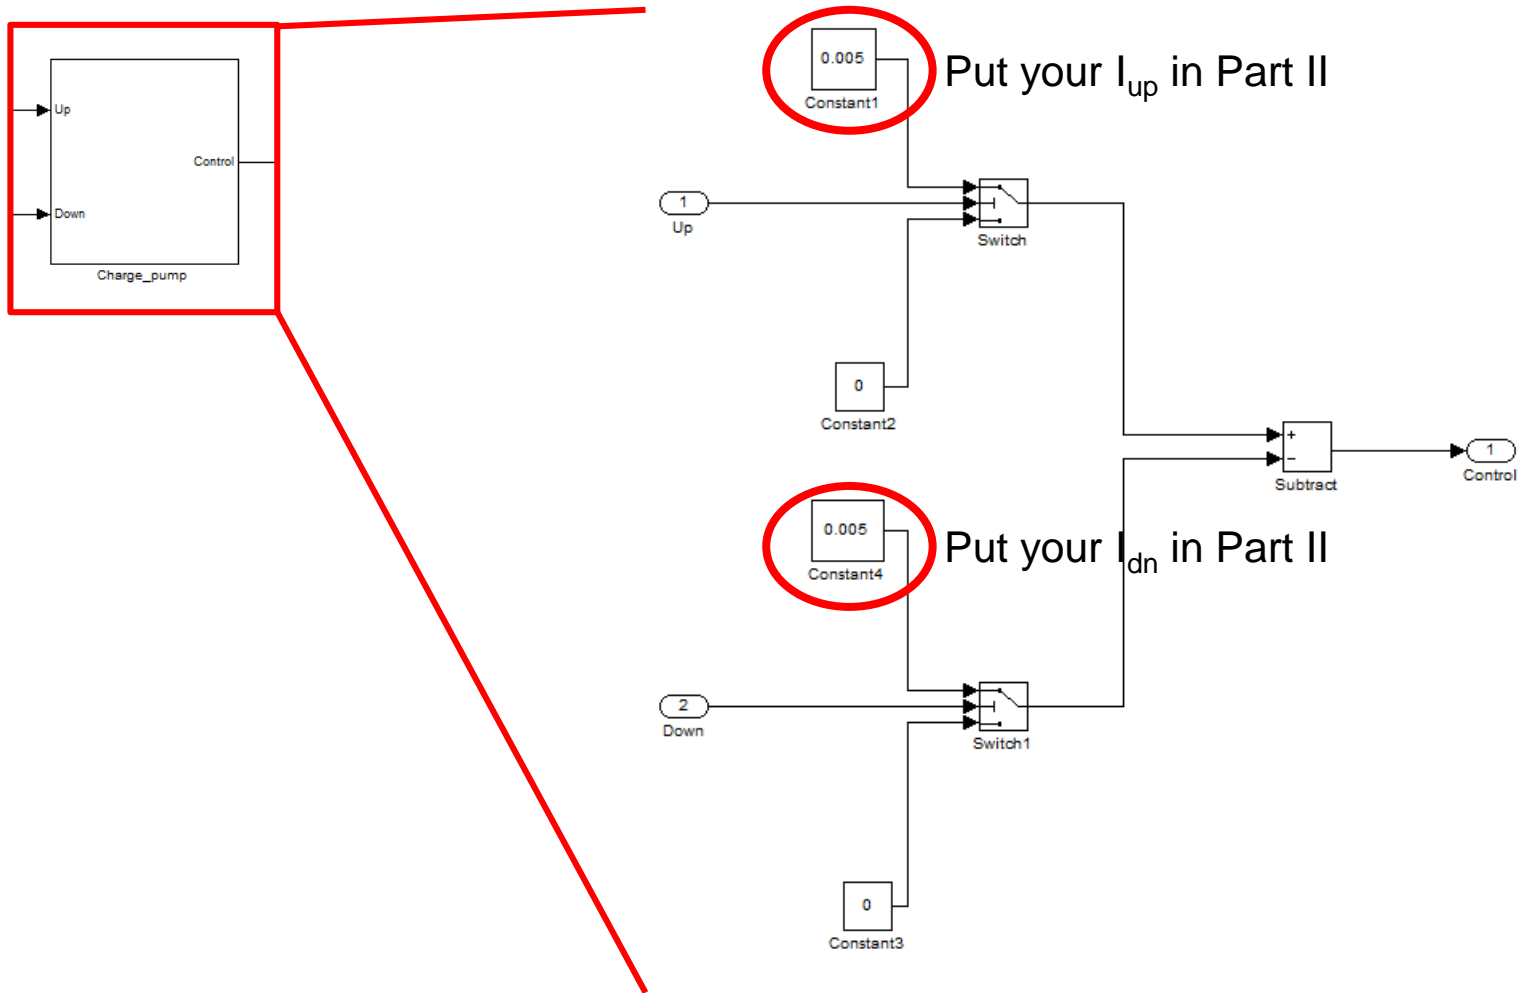 Up
Control
Down
Charge_pump
0.005
Constant1
Put your Iup in Part II
1
Up
Switch
0
Constant2
+
−
Subtract
1
Control
0.005
Constant4
Put your Idn in Part II
2
Down
Switch1
0
Constant3